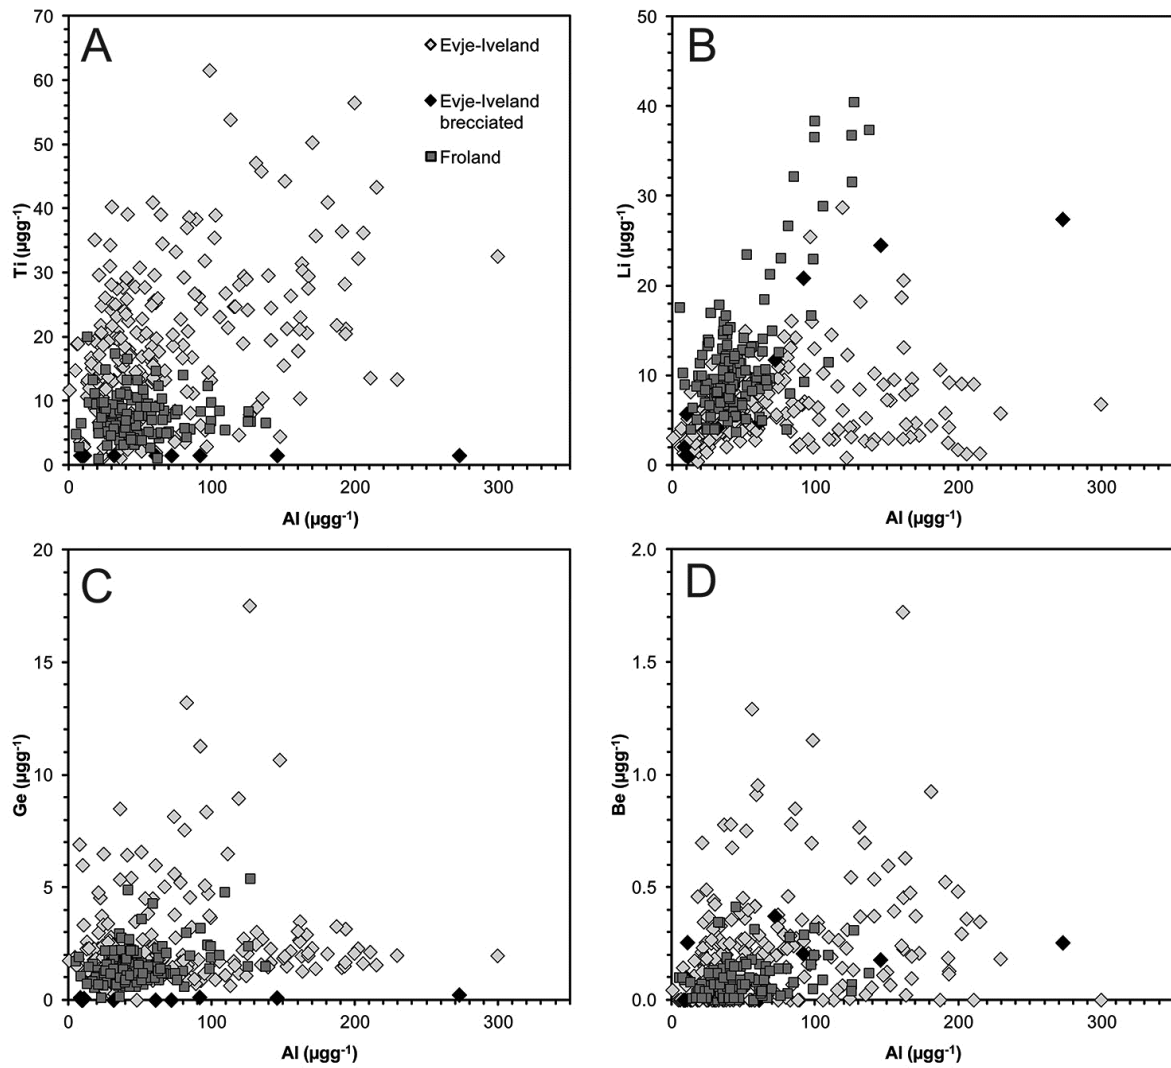 A
70
60
50
40
30
20
10
0
Ti (µgg⁻¹)
0 100 200 300
Al (µgg⁻¹)
Evje-Iveland
Evje-Iveland
brecciated
Froland
B
50
40
30
20
10
0
Li (µgg⁻¹)
0 100 200 300
Al (µgg⁻¹)
C
20
15
10
5
0
Ge (µgg⁻¹)
0 100 200 300
Al (µgg⁻¹)
D
2.0
1.5
1.0
0.5
0.0
Be (µgg⁻¹)
0 100 200 300
Al (µgg⁻¹)